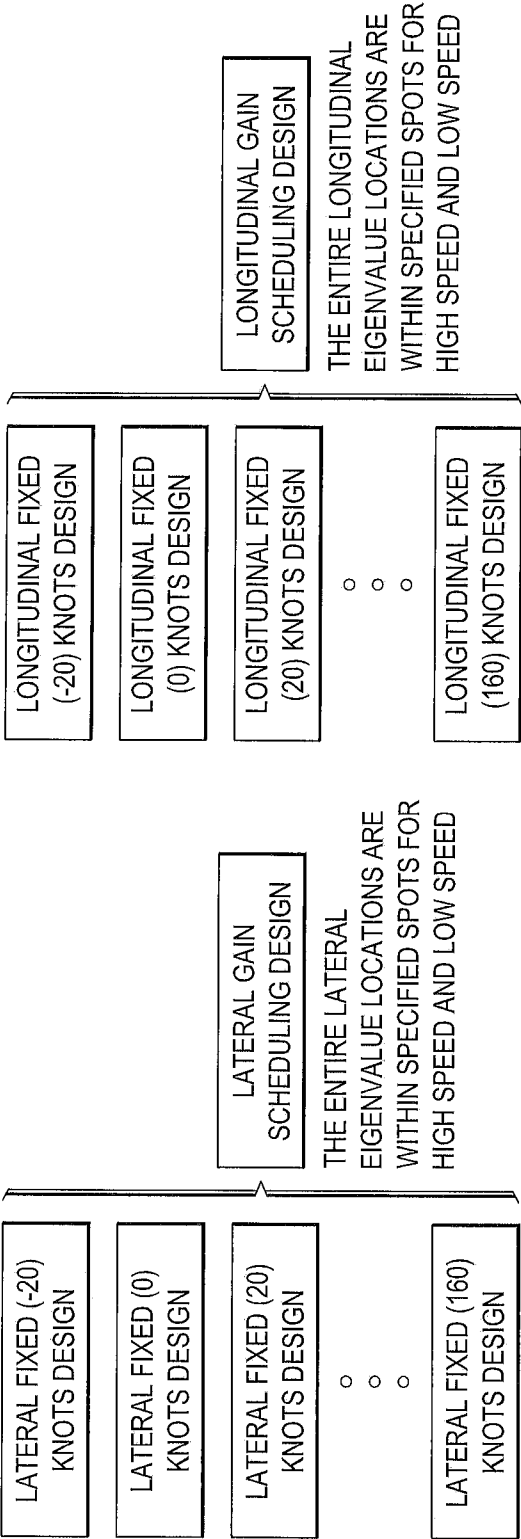 LATERAL FIXED (-20)
KNOTS DESIGN
LATERAL FIXED (0)
KNOTS DESIGN
LATERAL FIXED (20)
KNOTS DESIGN
LATERAL FIXED (160)
KNOTS DESIGN
LATERAL GAIN
SCHEDULING DESIGN
THE ENTIRE LATERAL
EIGENVALUE LOCATIONS ARE
WITHIN SPECIFIED SPOTS FOR
HIGH SPEED AND LOW SPEED
LONGITUDINAL FIXED
(-20) KNOTS DESIGN
LONGITUDINAL FIXED
(0) KNOTS DESIGN
LONGITUDINAL FIXED
(20) KNOTS DESIGN
LONGITUDINAL FIXED
(160) KNOTS DESIGN
LONGITUDINAL GAIN
SCHEDULING DESIGN
THE ENTIRE LONGITUDINAL
EIGENVALUE LOCATIONS ARE
WITHIN SPECIFIED SPOTS FOR
HIGH SPEED AND LOW SPEED